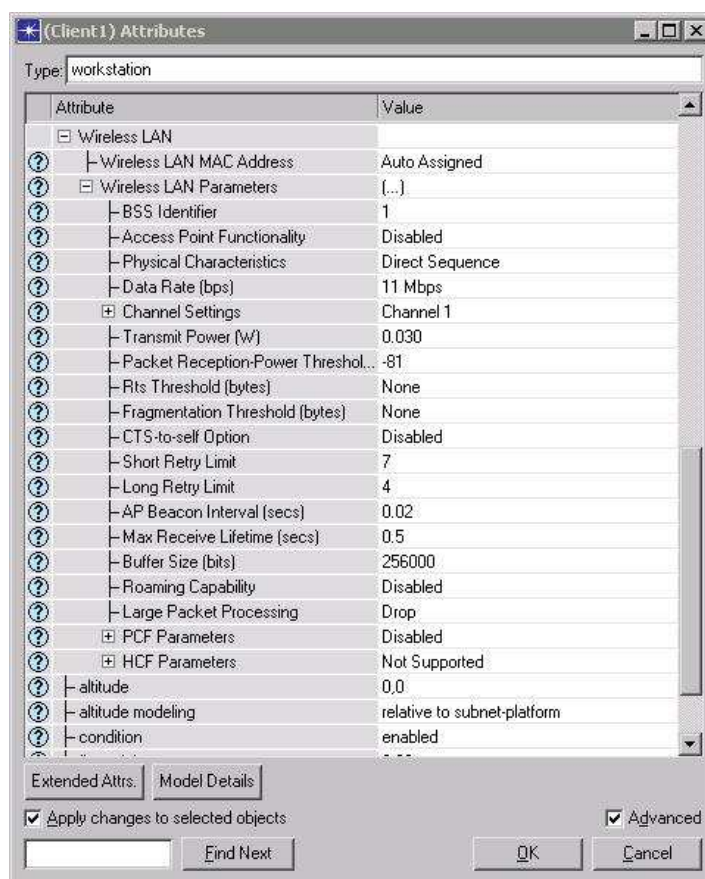 (Client1) Attributes
Type: workstation
Attribute Value
Wireless LAN
Wireless LAN MAC Address Auto Assigned
Wireless LAN Parameters (...)
BSS Identifier 1
Access Point Functionality Disabled
Physical Characteristics Direct Sequence
Data Rate (bps) 11 Mbps
Channel Settings Channel 1
Transmit Power (W) 0.030
Packet Reception-Power Threshol... -81
Rts Threshold (bytes) None
Fragmentation Threshold (bytes) None
CTS-to-self Option Disabled
Short Retry Limit 7
Long Retry Limit 4
AP Beacon Interval (secs) 0.02
Max Receive Lifetime (secs) 0.5
Buffer Size (bits) 256000
Roaming Capability Disabled
Large Packet Processing Drop
PCF Parameters Disabled
HCF Parameters Not Supported
altitude 0,0
altitude modeling relative to subnet-platform
condition enabled
Extended Attrs. Model Details
Apply changes to selected objects Advanced
Find Next OK Cancel